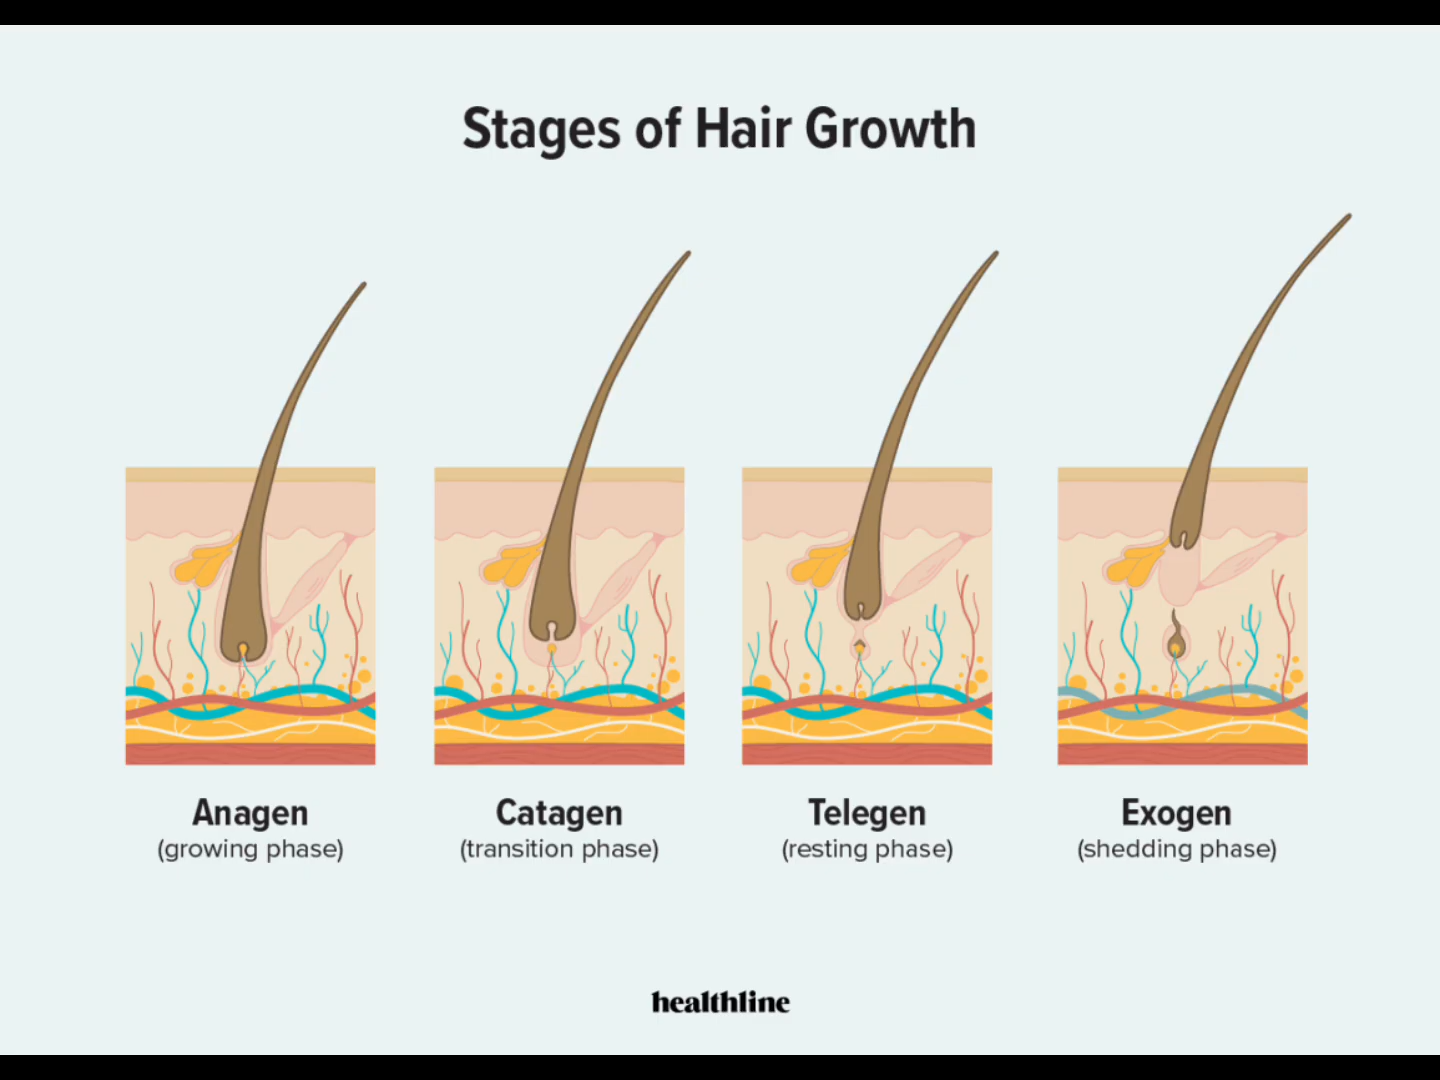 Stages of Hair Growth
Anagen
(growing phase)
Catagen
(transition phase)
Telegen
(resting phase)
Exogen
(shedding phase)
healthline